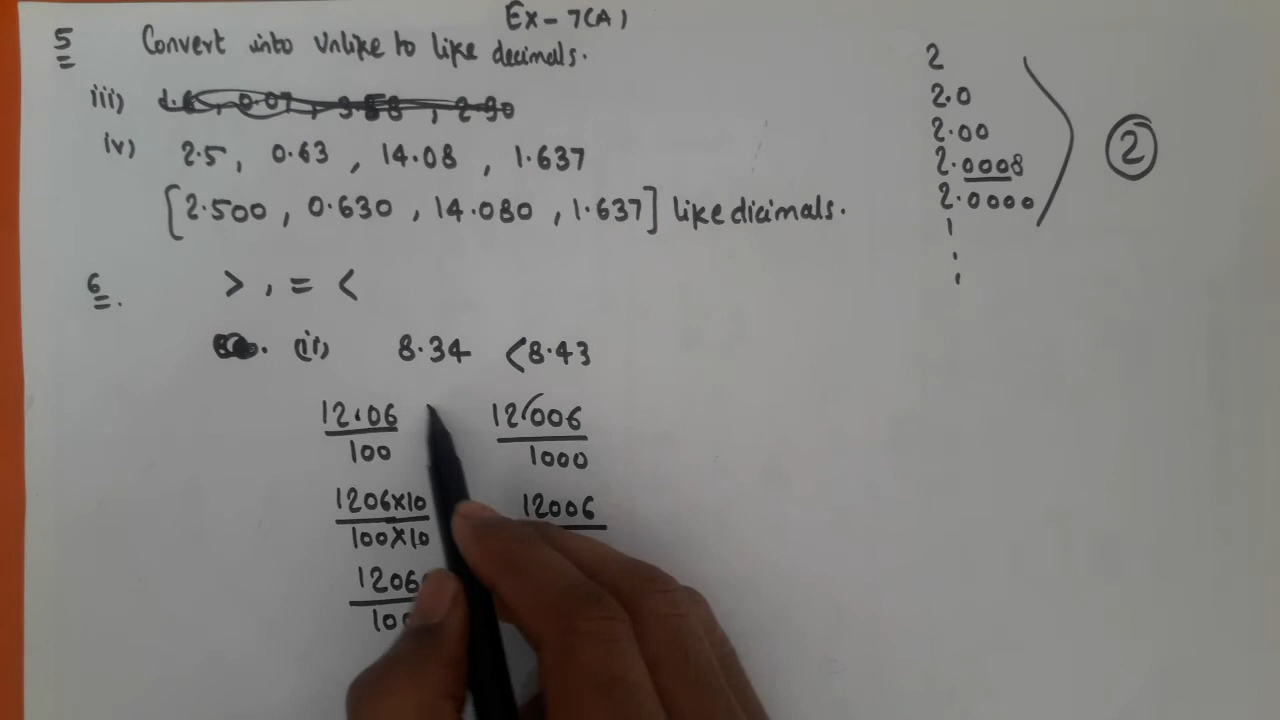 Ex - 7(A)
5 Convert into Unlike to like decimals.
iv) 2.5, 0.63, 14.08, 1.637
[2.500, 0.630, 14.080, 1.637] like dicimals.
6. > , = <
(ii) 8.34 < 8.43
12.06 12.006
100 1000
1206×10 12006
100×10
1206
10
2
2.0
2.00
2.0008
2.0000
2